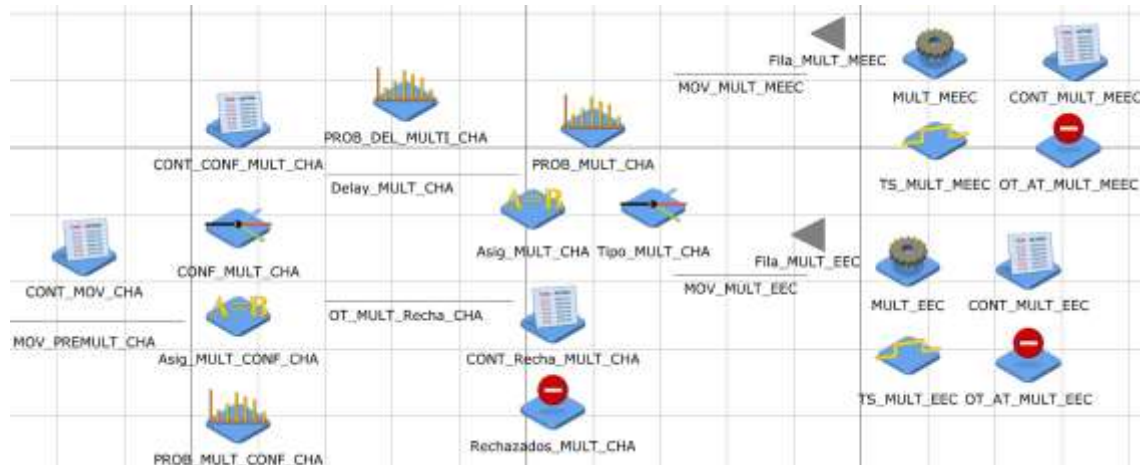 Fila_MULT_MEEC
MOV_MULT_MEEC
MULT_MEEC
CONT_MULT_MEEC
PROB_DEL_MULTI_CHA
CONT_CONF_MULT_CHA
PROB_MULT_CHA
Delay_MULT_CHA
TS_MULT_MEEC
OT_AT_MULT_MEEC
Asig_MULT_CHA
Tipo_MULT_CHA
Fila_MULT_EEC
CONF_MULT_CHA
CONT_MOV_CHA
MOV_MULT_EEC
MULT_EEC
CONT_MULT_EEC
OT_MULT_Recha_CHA
MOV_PREMULT_CHA
Asig_MULT_CONF_CHA
CONT_Recha_MULT_CHA
TS_MULT_EEC
OT_AT_MULT_EEC
Rechazados_MULT_CHA
PROB_MULT_CONF_CHA